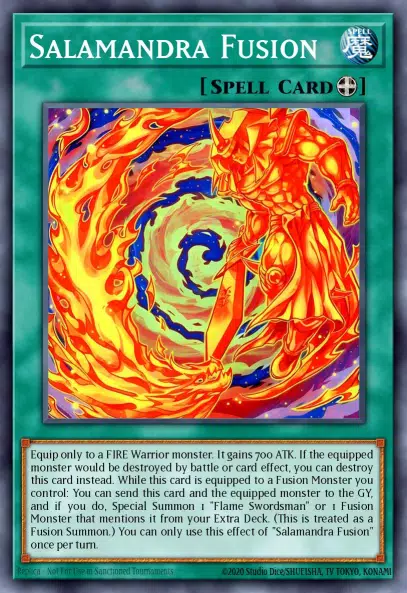 SALAMANDRA FUSION
SPELL
魔
[SPELL CARD]
Equip only to a FIRE Warrior monster. It gains 700 ATK. If the equipped
monster would be destroyed by battle or card effect, you can destroy
this card instead. While this card is equipped to a Fusion Monster you
control: You can send this card and the equipped monster to the GY,
and if you do, Special Summon 1 "Flame Swordsman" or 1 Fusion
Monster that mentions it from your Extra Deck. (This is treated as a
Fusion Summon.) You can only use this effect of "Salamandra Fusion"
once per turn.
Replica - Not For Use in Sanctioned Tournaments
©2020 Studio Dice/SHUEISHA, TV TOKYO, KONAMI